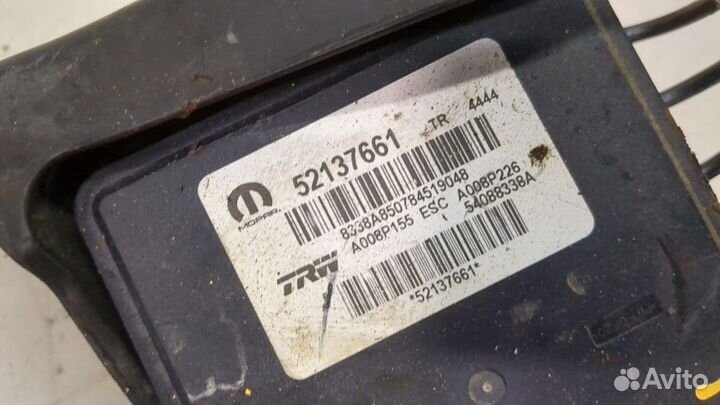 TR 4444
52137661
MOPAR
8338A850784519048
A008P155 ESC A008P226
54088338A
TRW
*52137661*
Avito